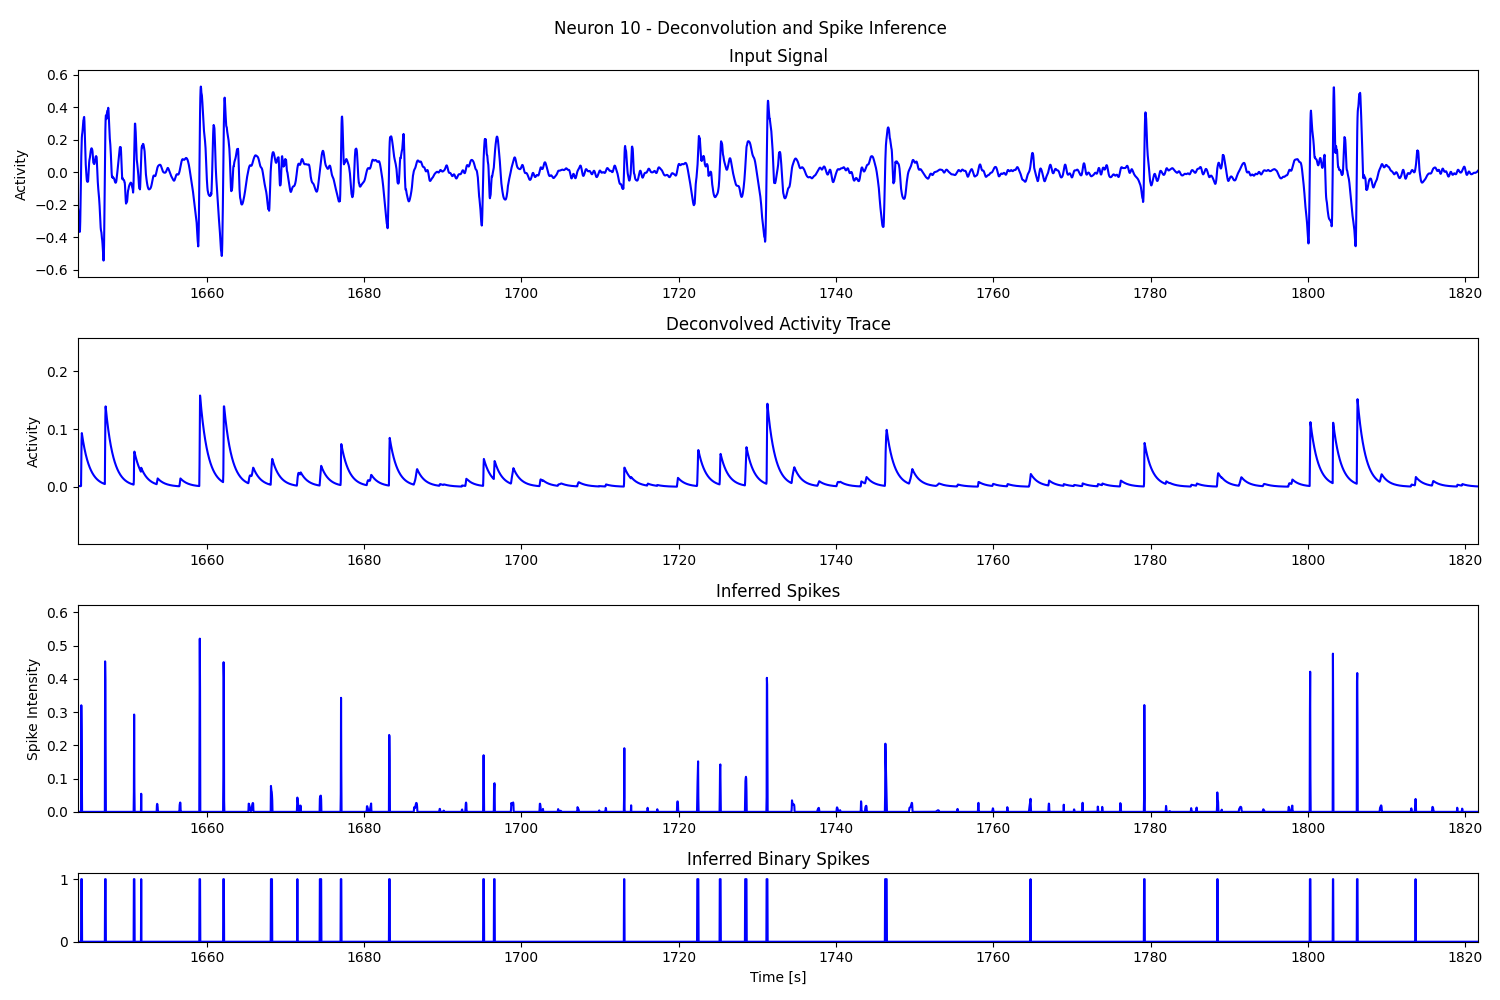 Neuron 10 - Deconvolution and Spike Inference
Input Signal
Activity
0.6
0.4
0.2
0.0
−0.2
−0.4
−0.6
1660 1680 1700 1720 1740 1760 1780 1800 1820
Deconvolved Activity Trace
Activity
0.2
0.1
0.0
1660 1680 1700 1720 1740 1760 1780 1800 1820
Inferred Spikes
Spike Intensity
0.6
0.5
0.4
0.3
0.2
0.1
0.0
1660 1680 1700 1720 1740 1760 1780 1800 1820
Inferred Binary Spikes
1
0
1660 1680 1700 1720 1740 1760 1780 1800 1820
Time [s]